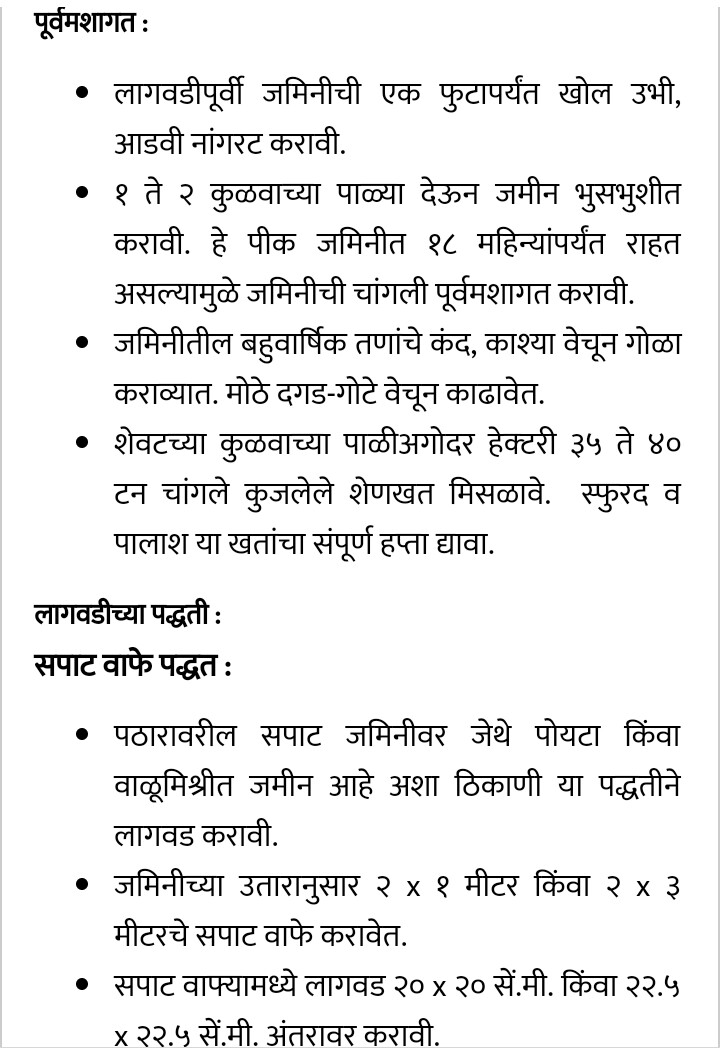 पूर्वमशागत :
• लागवडीपूर्वी जमिनीची एक फुटापर्यंत खोल उभी,
आडवी नांगरट करावी.
• १ ते २ कुळवाच्या पाळ्या देऊन जमीन भुसभुशीत
करावी. हे पीक जमिनीत १८ महिन्यांपर्यंत राहत
असल्यामुळे जमिनीची चांगली पूर्वमशागत करावी.
• जमिनीतील बहुवार्षिक तणांचे कंद, काश्या वेचून गोळा
कराव्यात. मोठे दगड-गोटे वेचून काढावेत.
• शेवटच्या कुळवाच्या पाळीअगोदर हेक्टरी ३५ ते ४०
टन चांगले कुजलेले शेणखत मिसळावे. स्फुरद व
पालाश या खतांचा संपूर्ण हप्ता द्यावा.
लागवडीच्या पद्धती :
सपाट वाफे पद्धत :
• पठारावरील सपाट जमिनीवर जेथे पोयटा किंवा
वाळूमिश्रीत जमीन आहे अशा ठिकाणी या पद्धतीने
लागवड करावी.
• जमिनीच्या उतारानुसार २ x १ मीटर किंवा २ x ३
मीटरचे सपाट वाफे करावेत.
• सपाट वाफ्यामध्ये लागवड २० x २० सें.मी. किंवा २२.५
x २२.५ सें.मी. अंतरावर करावी.